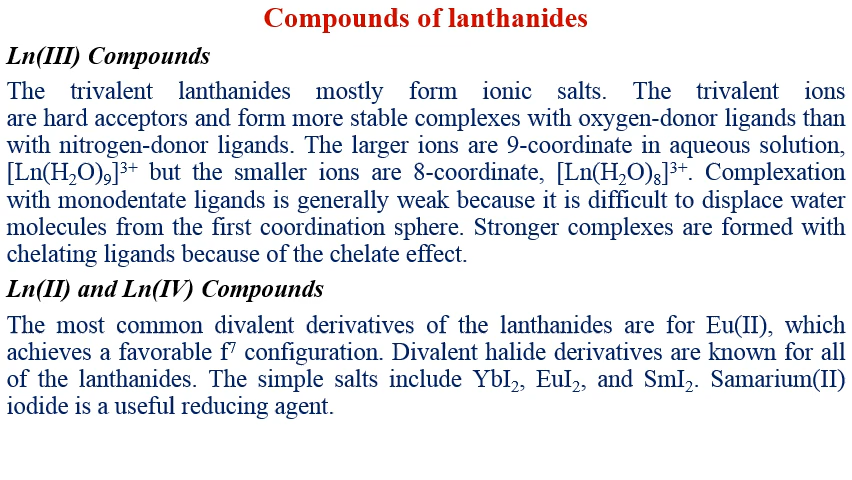 Compounds of lanthanides
Ln(III) Compounds
The trivalent lanthanides mostly form ionic salts. The trivalent ions
are hard acceptors and form more stable complexes with oxygen-donor ligands than
with nitrogen-donor ligands. The larger ions are 9-coordinate in aqueous solution,
[Ln(H₂O)₉]³⁺ but the smaller ions are 8-coordinate, [Ln(H₂O)₈]³⁺. Complexation
with monodentate ligands is generally weak because it is difficult to displace water
molecules from the first coordination sphere. Stronger complexes are formed with
chelating ligands because of the chelate effect.
Ln(II) and Ln(IV) Compounds
The most common divalent derivatives of the lanthanides are for Eu(II), which
achieves a favorable f⁷ configuration. Divalent halide derivatives are known for all
of the lanthanides. The simple salts include YbI₂, EuI₂, and SmI₂. Samarium(II)
iodide is a useful reducing agent.